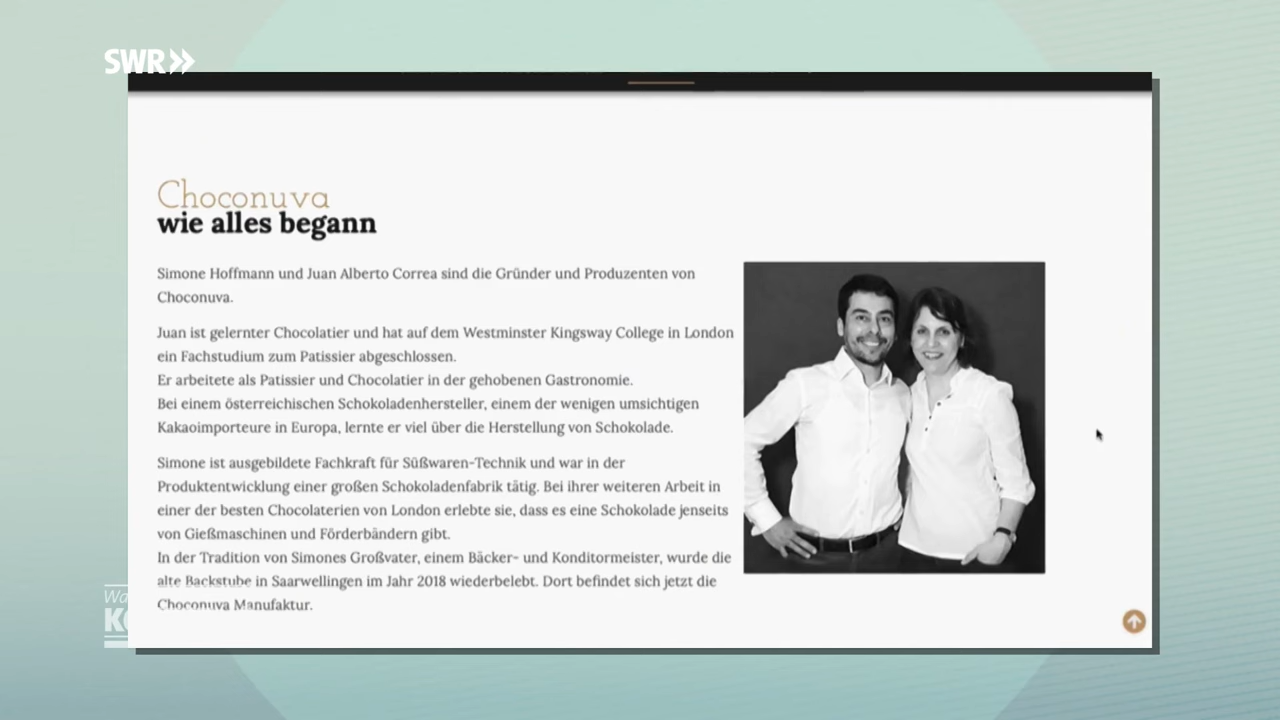 SWR
Choconuva
wie alles begann
Simone Hoffmann und Juan Alberto Correa sind die Gründer und Produzenten von
Choconuva.
Juan ist gelernter Chocolatier und hat auf dem Westminster Kingsway College in London
ein Fachstudium zum Patissier abgeschlossen.
Er arbeitete als Patissier und Chocolatier in der gehobenen Gastronomie.
Bei einem österreichischen Schokoladenhersteller, einem der wenigen umsichtigen
Kakaoimporteure in Europa, lernte er viel über die Herstellung von Schokolade.
Simone ist ausgebildete Fachkraft für Süßwaren-Technik und war in der
Produktentwicklung einer großen Schokoladenfabrik tätig. Bei ihrer weiteren Arbeit in
einer der besten Chocolaterien von London erlebte sie, dass es eine Schokolade jenseits
von Gießmaschinen und Förderbändern gibt.
In der Tradition von Simones Großvater, einem Bäcker- und Konditormeister, wurde die
alte Backstube in Saarwellingen im Jahr 2018 wiederbelebt. Dort befindet sich jetzt die
Choconuva Manufaktur.